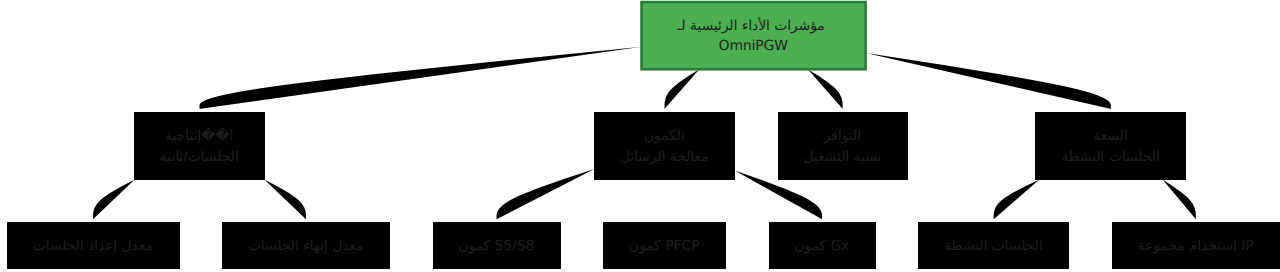 مؤشرات الأداء الرئيسية لـ
OmniPGW
ا��إنتاجية
الجلسات/ثانية
الكمون
معالجة الرسائل
التوافر
نسبة التشغيل
السعة
الجلسات النشطة
معدل إعداد الجلسات
معدل إنهاء الجلسات
كمون S5/S8
كمون PFCP
كمون Gx
الجلسات النشطة
استخدام مجموعة IP